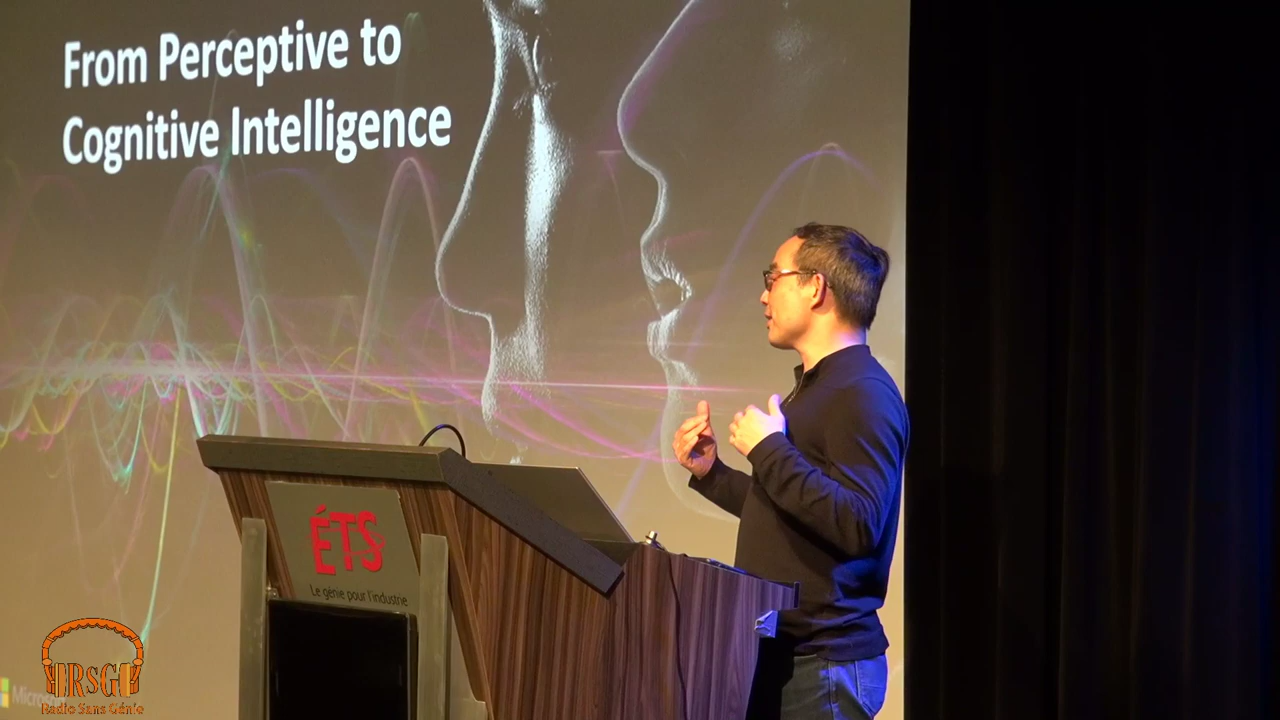 From Perceptive to
Cognitive Intelligence
ÉTS
Le génie pour l'industrie
RSG
Radio Sans Génie